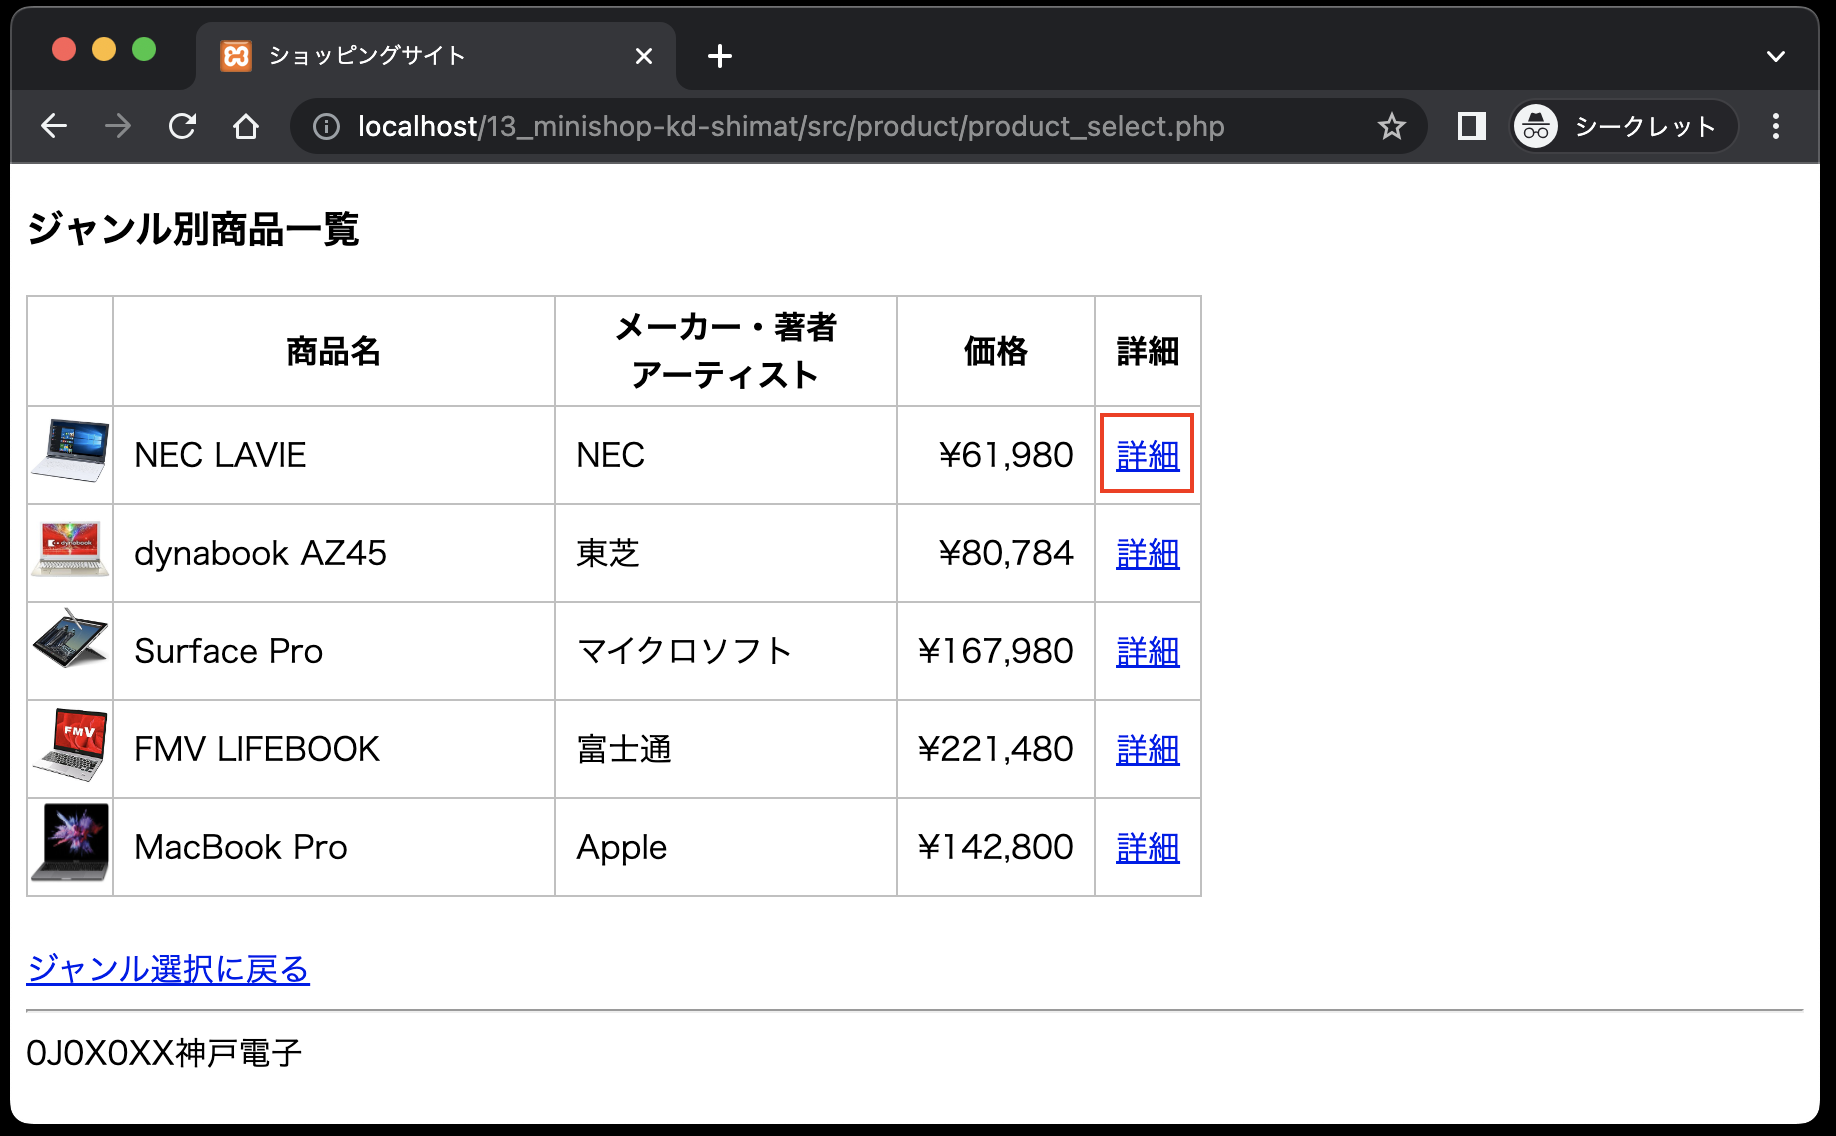 ショッピングサイト
localhost/13_minishop-kd-shimat/src/product/product_select.php
シークレット
ジャンル別商品一覧
商品名
メーカー・著者
アーティスト
価格
詳細
NEC LAVIE
NEC
¥61,980
詳細
dynabook
dynabook AZ45
東芝
¥80,784
詳細
Surface Pro
マイクロソフト
¥167,980
詳細
FMV
FMV LIFEBOOK
富士通
¥221,480
詳細
MacBook Pro
Apple
¥142,800
詳細
ジャンル選択に戻る
0J0X0XX神戸電子